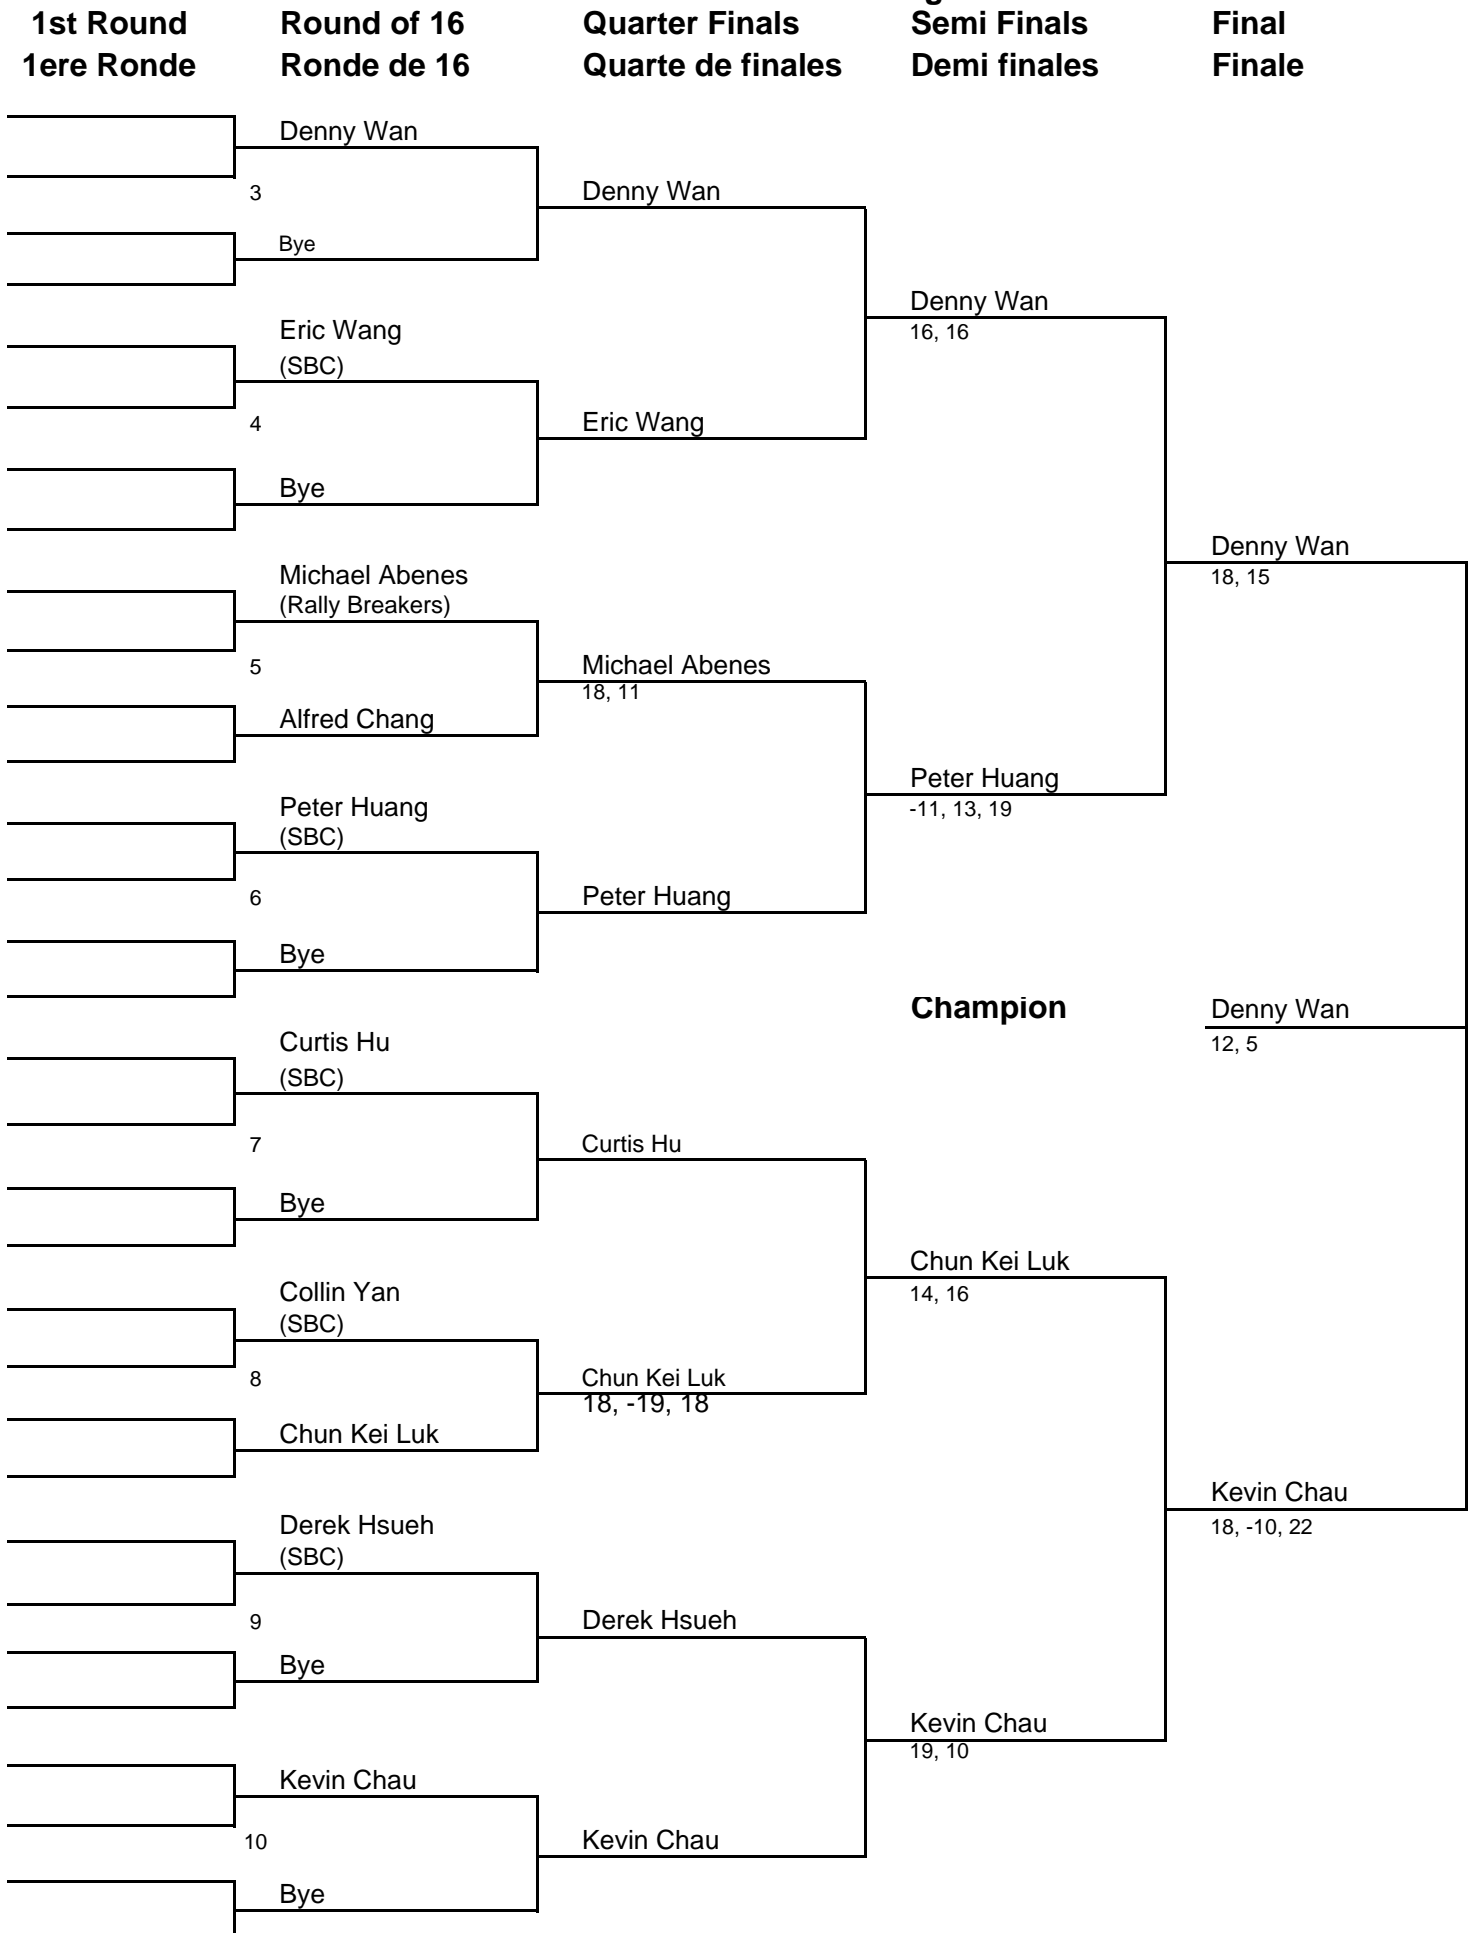 1st Round Round of 16 Quarter Finals Semi Finals Final
1ere Ronde Ronde de 16 Quarte de finales Demi finales Finale
Denny Wan
3 Denny Wan
Bye
Denny Wan
Eric Wang
16, 16
(SBC)
4 Eric Wang
Bye
Denny Wan
Michael Abenes
18, 15
(Rally Breakers)
5 Michael Abenes
18, 11
Alfred Chang
Peter Huang
Peter Huang
-11, 13, 19
(SBC)
6 Peter Huang
Bye
Champion Denny Wan
Curtis Hu
12, 5
(SBC)
7 Curtis Hu
Bye
Chun Kei Luk
Collin Yan
14, 16
(SBC)
8 Chun Kei Luk
18, -19, 18
Chun Kei Luk
Kevin Chau
Derek Hsueh
18, -10, 22
(SBC)
9 Derek Hsueh
Bye
Kevin Chau
19, 10
Kevin Chau
10 Kevin Chau
Bye